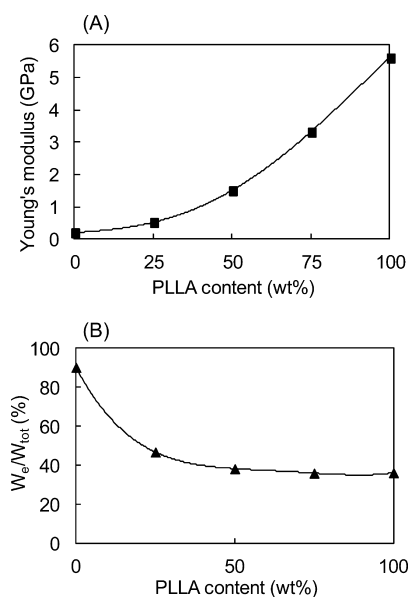 (A)
Young's modulus (GPa)
6
5
4
3
2
1
0
0 25 50 75 100
PLLA content (wt%)
(B)
We/Wtot (%)
100
80
60
40
20
0
0 50 100
PLLA content (wt%)